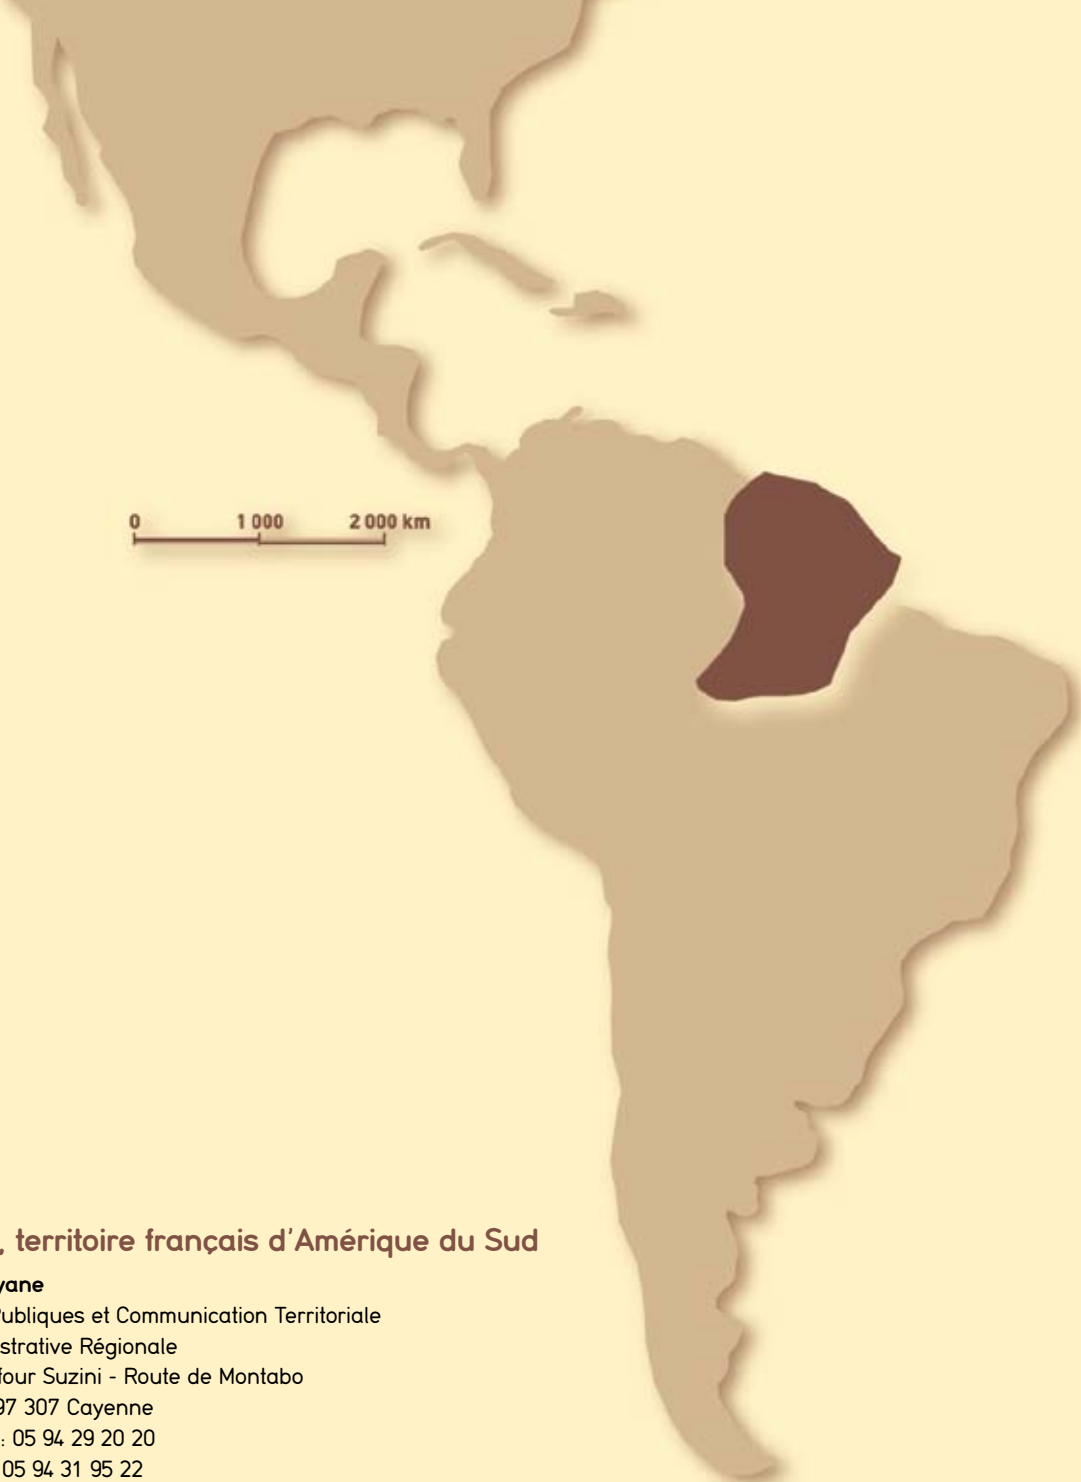 0 1 000 2 000 km
, territoire français d'Amérique du Sud
yane
ubliques et Communication Territoriale
strative Régionale
four Suzini - Route de Montabo
97 307 Cayenne
: 05 94 29 20 20
05 94 31 95 22